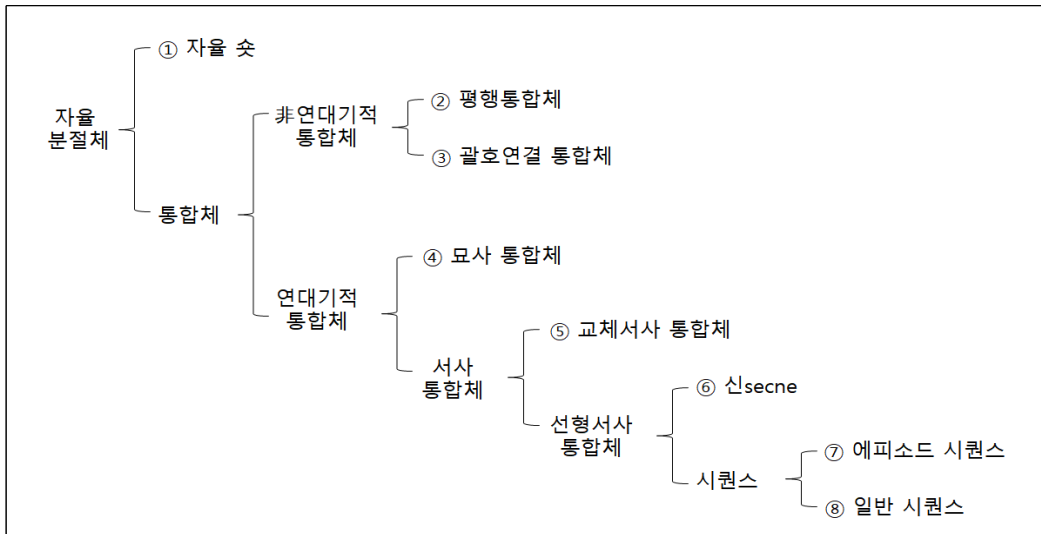 ① 자율 숏
자율
분절체
통합체
非연대기적
통합체
② 평행통합체
③ 괄호연결 통합체
연대기적
통합체
④ 묘사 통합체
서사
통합체
⑤ 교체서사 통합체
선형서사
통합체
⑥ 신secne
시퀀스
⑦ 에피소드 시퀀스
⑧ 일반 시퀀스